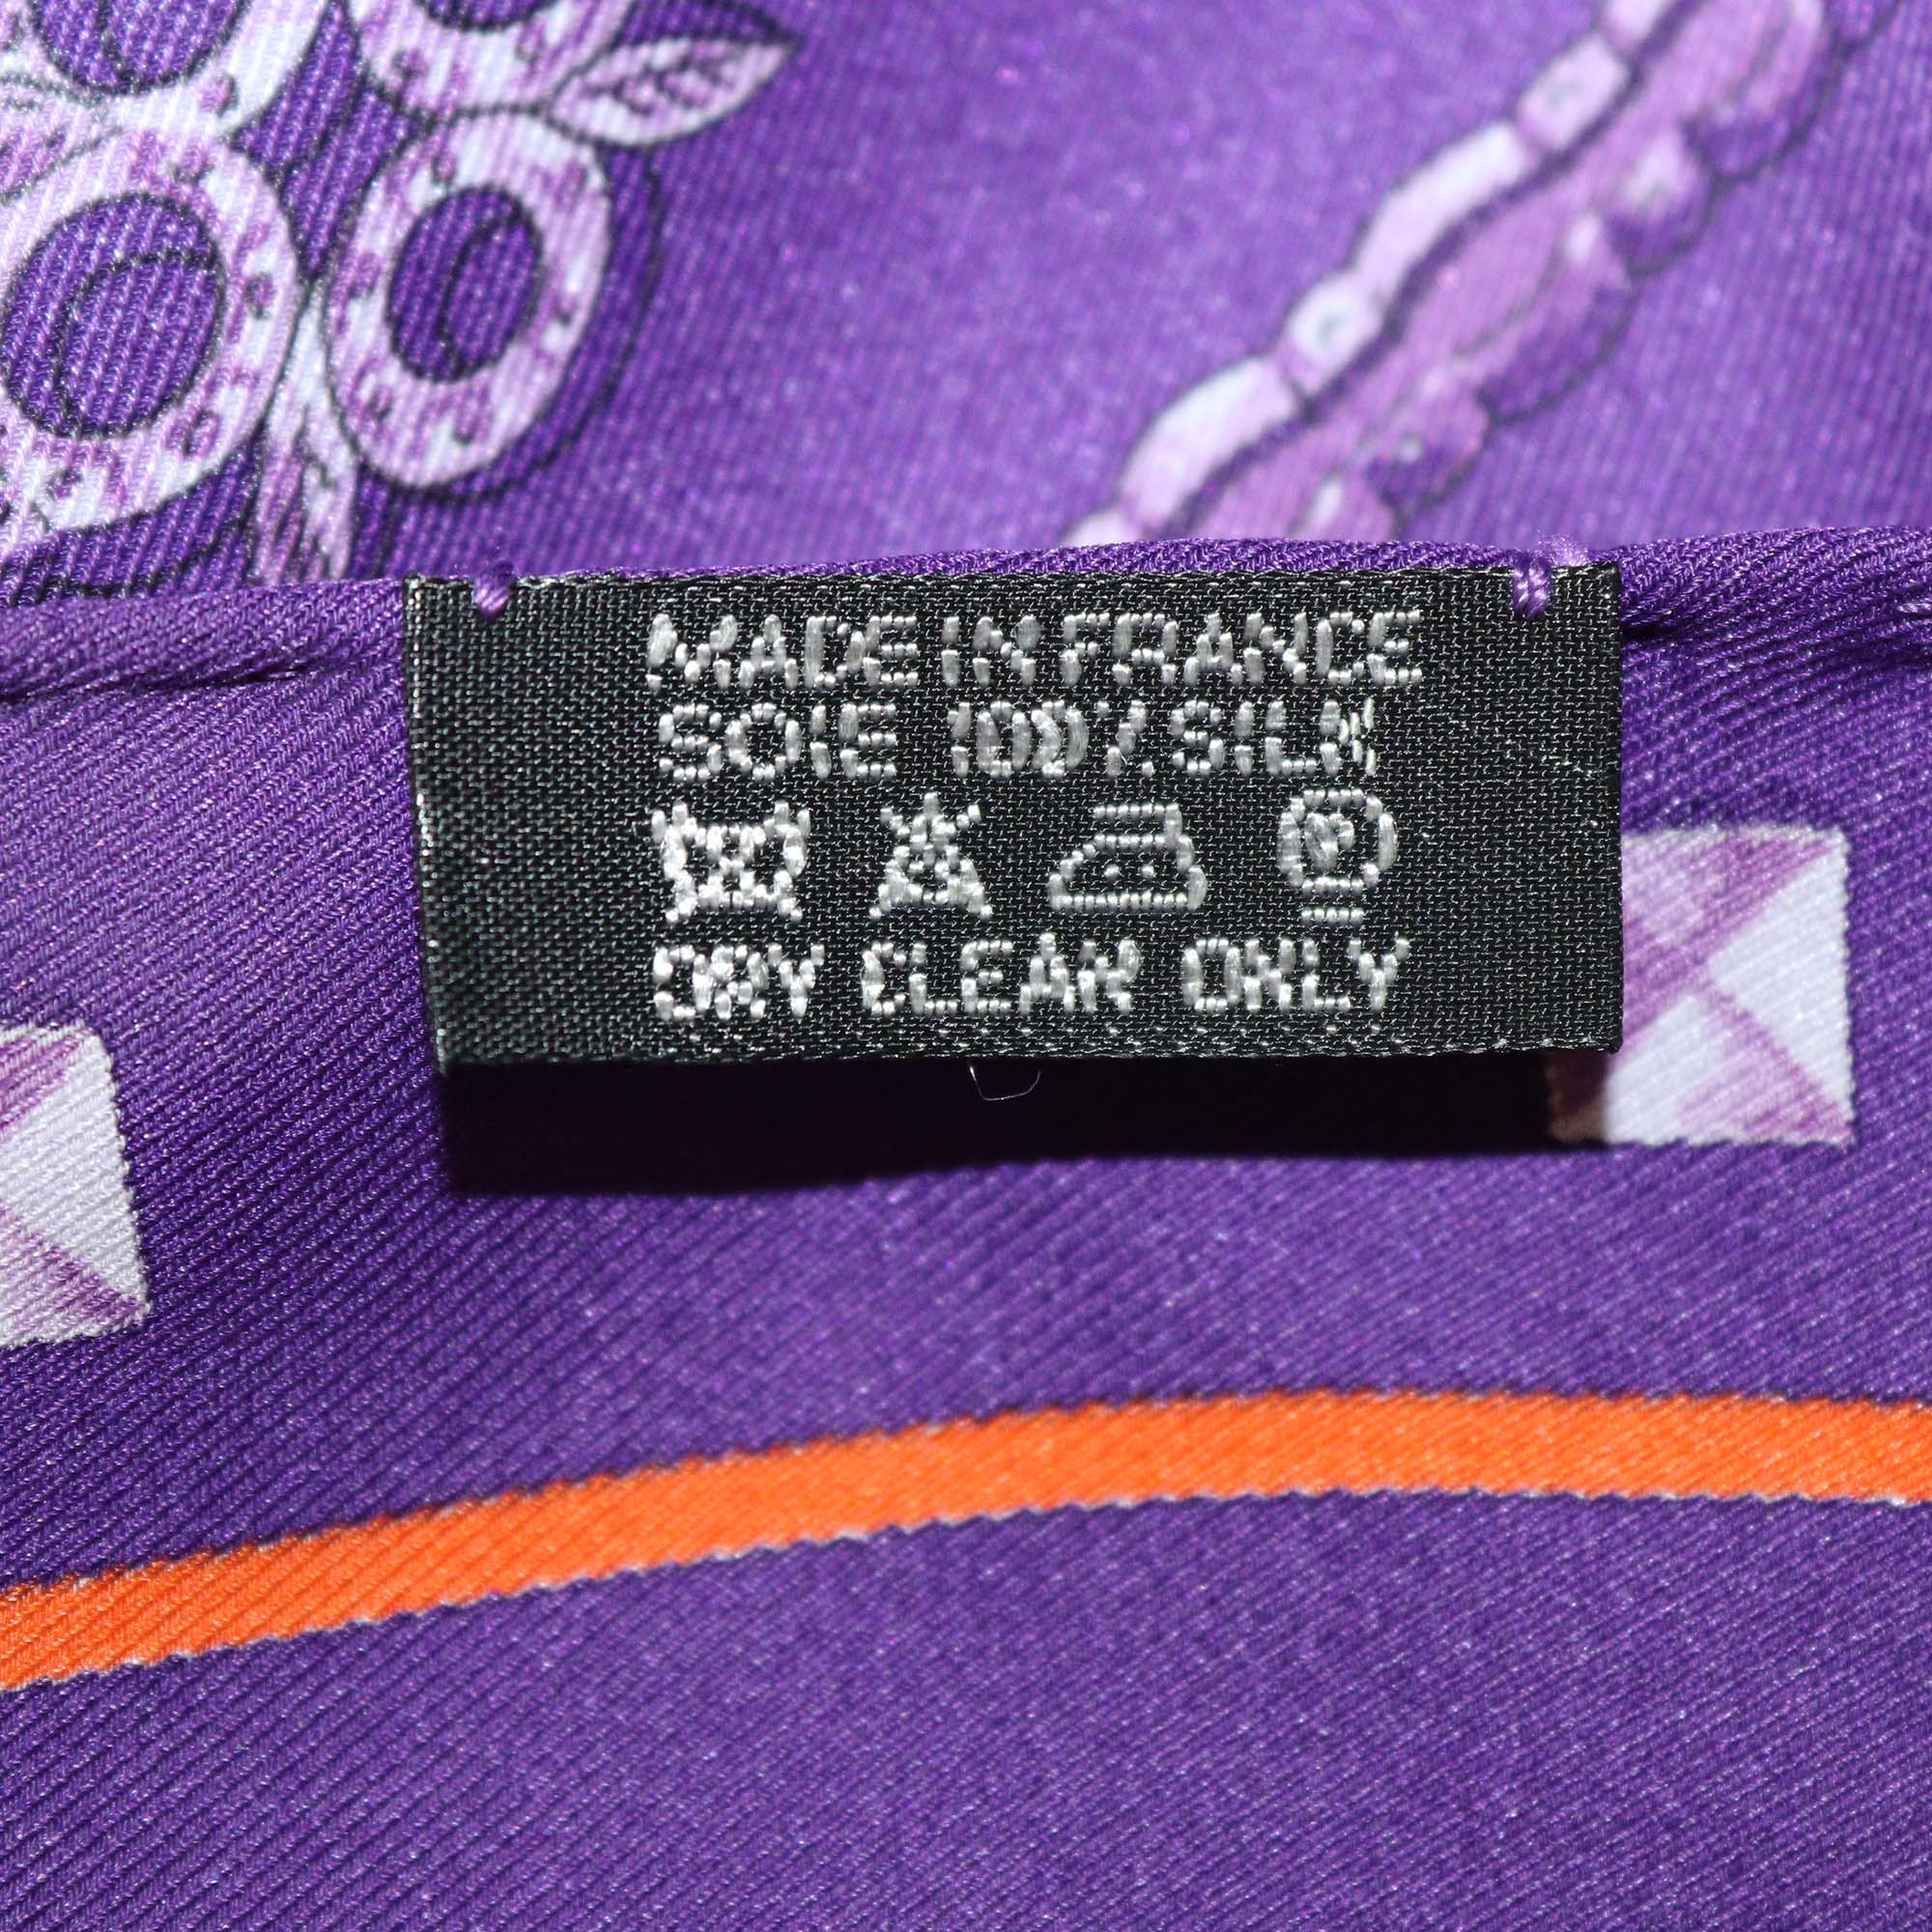 MADE IN FRANCE
SOIE 100% SILK
P
DRY CLEAN ONLY